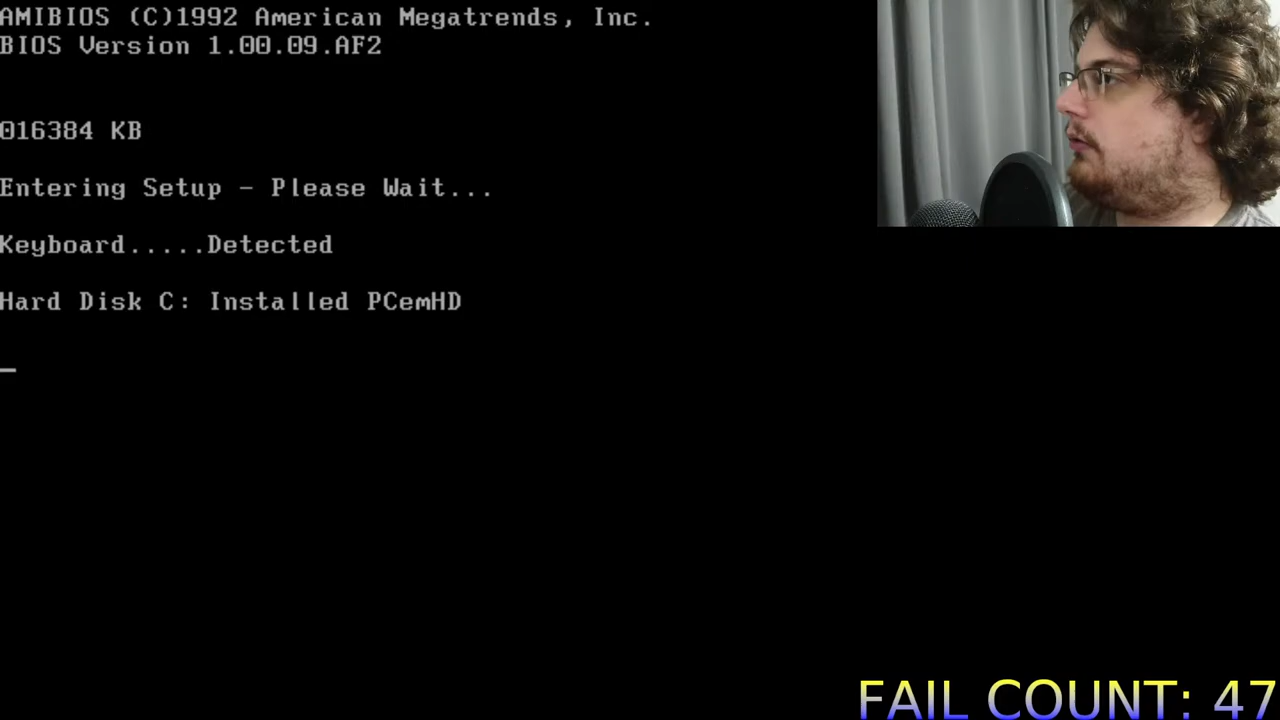 AMIBIOS (C)1992 American Megatrends, Inc.
BIOS Version 1.00.09.AF2
016384 KB
Entering Setup - Please Wait...
Keyboard.....Detected
Hard Disk C: Installed PCemHD
_
FAIL COUNT: 47